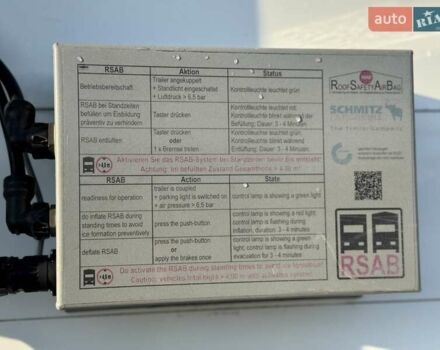 auto RIA
RSAB Aktion Status
Betriebsbereitschaft
Trailer angekuppelt
+ Standlicht eingeschaltet
+ Luftdruck > 6,5 bar
Kontrollleuchte leuchtet grün
RSAB bei Standzeiten
befüllen um Eisbildung
präventiv zu verhindern
Taster drücken
Kontrollleuchte leuchtet rot;
Kontrollleuchte blinkt während der
Befüllung; Dauer: 3 - 4 Minuten
RSAB entlüften
Taster drücken
oder
1 x Bremse treten
Kontrollleuchte leuchtet grün;
Kontrollleuchte blinkt während
Entlüftung; Dauer: 3 - 4 Minuten
Aktivieren Sie das RSAB-System bei Standzeiten
Achtung: Im befüllten Zustand Gesamthöhe > 4,00 m!
RSAB Action State
readiness for operation
trailer is coupled
+ parking light is switched on
+ air pressure > 6,5 bar
control lamp is showing a green light
do inflate RSAB during
standing times to avoid
ice formation preventively
press the push-button
control lamp is showing a red light;
control lamp is flashing during
inflation, duration: 3 - 4 minutes
deflate RSAB
press the push-button
or
apply the brakes once
control lamp is showing a green
light; control lamp is flashing during
evacuation for 3 - 4 minutes
Do activate the RSAB during standing times to avoid ice formation!
Caution: vehicles total hight > 4,00 m with activated system!
ROOFSAFETYAIRBAG
SCHMITZ
The Trailer Company.
RSAB